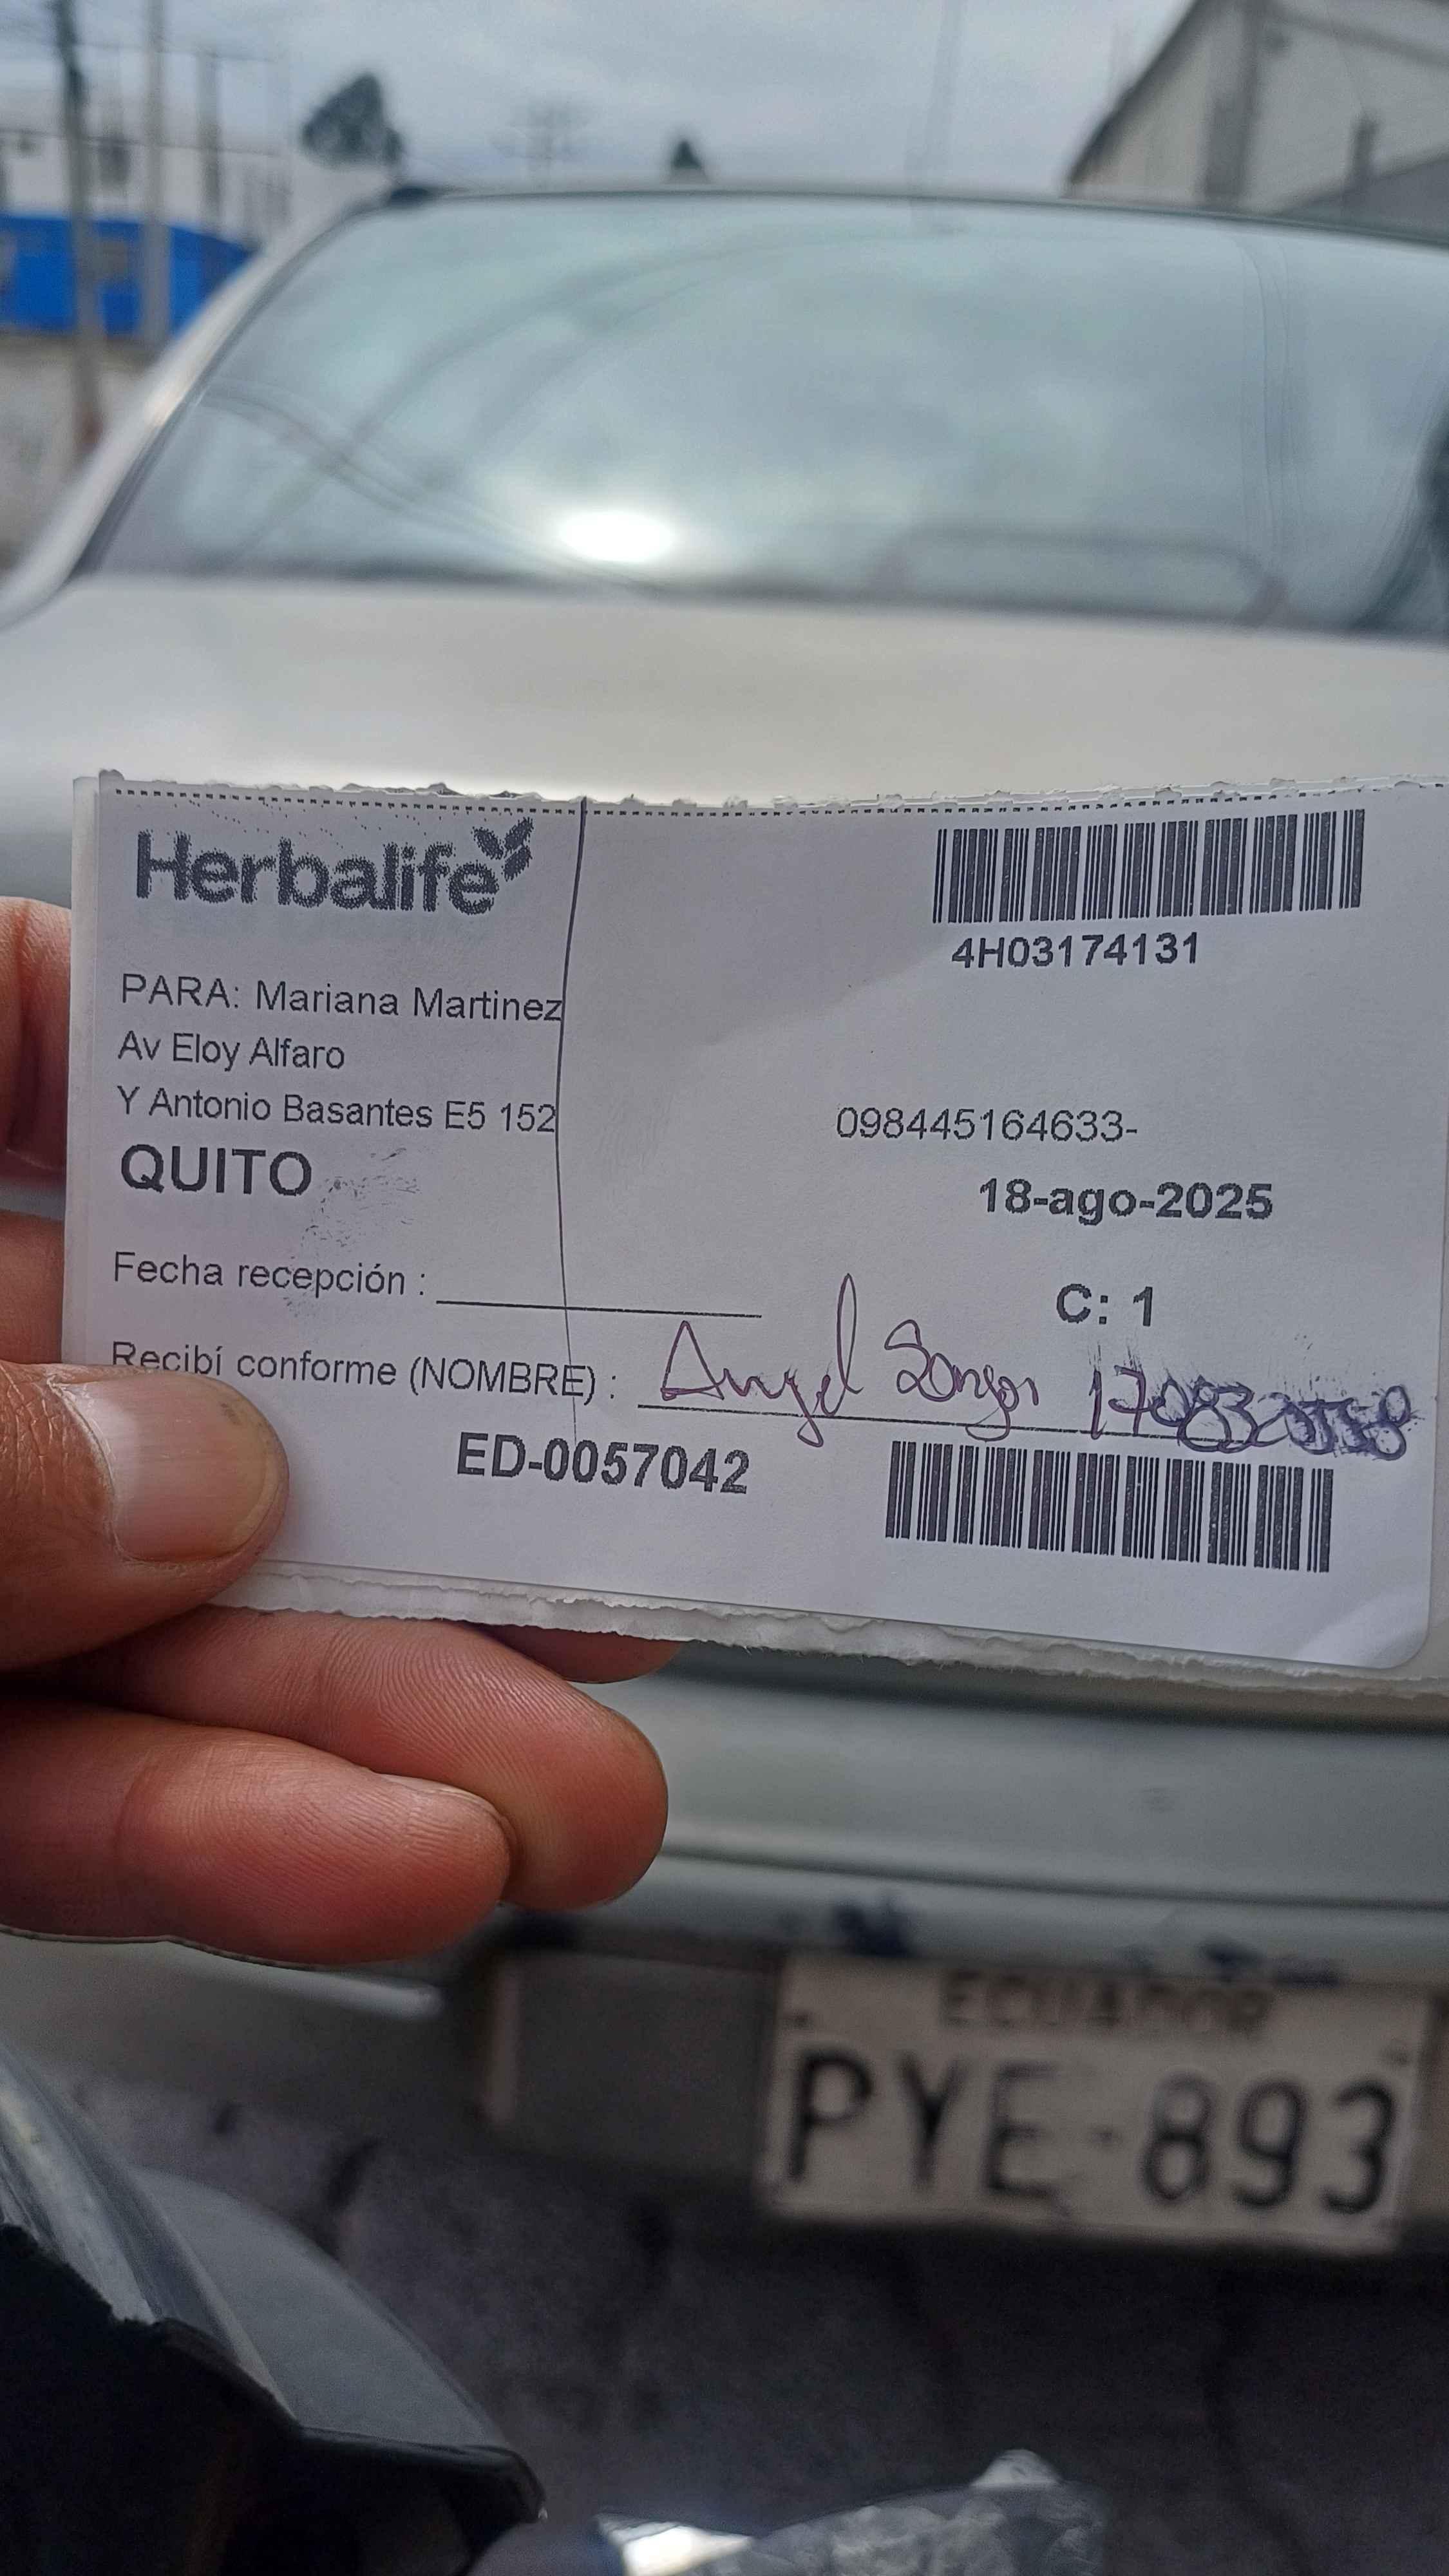 Herbalife
4H03174131
PARA: Mariana Martinez
Av Eloy Alfaro
Y Antonio Basantes E5 152
098445164633-
QUITO
18-ago-2025
Fecha recepción :
C: 1
Recibí conforme (NOMBRE) : Angel
ED-0057042
ECUADOR
PYE-893